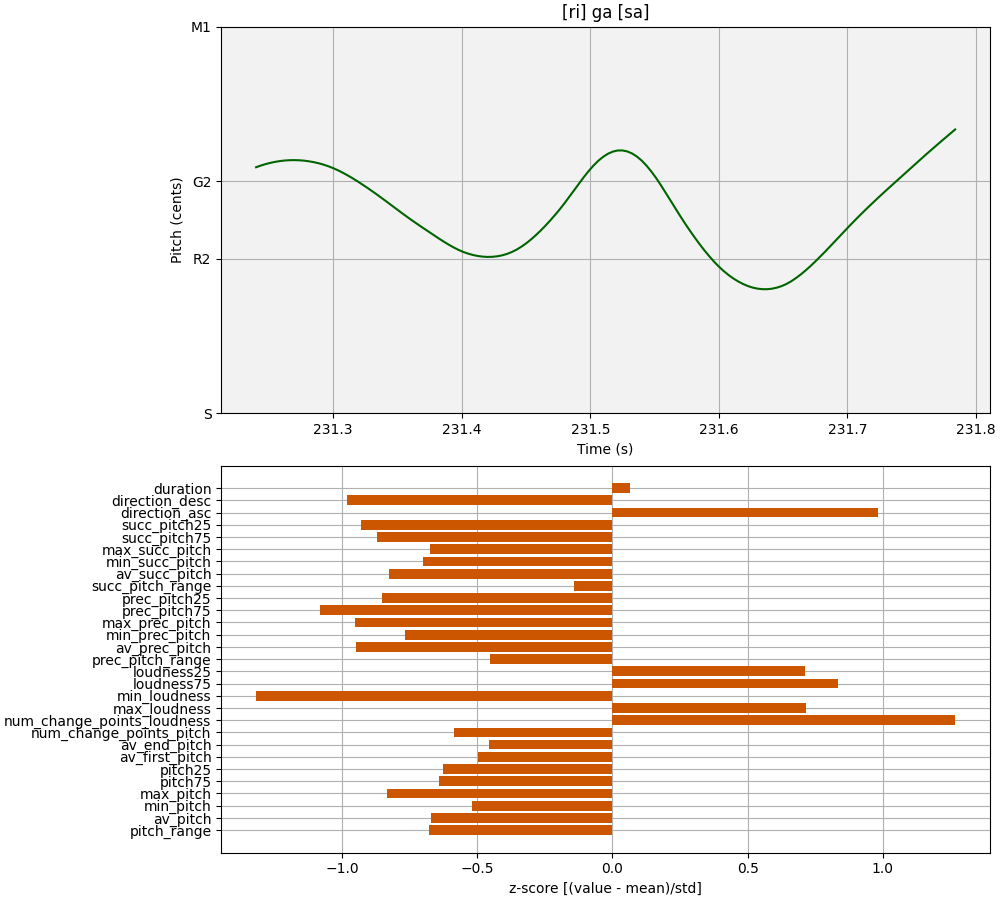 [ri] ga [sa]
M1
G2
R2
S
Pitch (cents)
231.3 231.4 231.5 231.6 231.7 231.8
Time (s)
duration
direction_desc
direction_asc
succ_pitch25
succ_pitch75
max_succ_pitch
min_succ_pitch
av_succ_pitch
succ_pitch_range
prec_pitch25
prec_pitch75
max_prec_pitch
min_prec_pitch
av_prec_pitch
prec_pitch_range
loudness25
loudness75
min_loudness
max_loudness
num_change_points_loudness
num_change_points_pitch
av_end_pitch
av_first_pitch
pitch25
pitch75
max_pitch
min_pitch
av_pitch
pitch_range
−1.0 −0.5 0.0 0.5 1.0
z-score [(value - mean)/std]